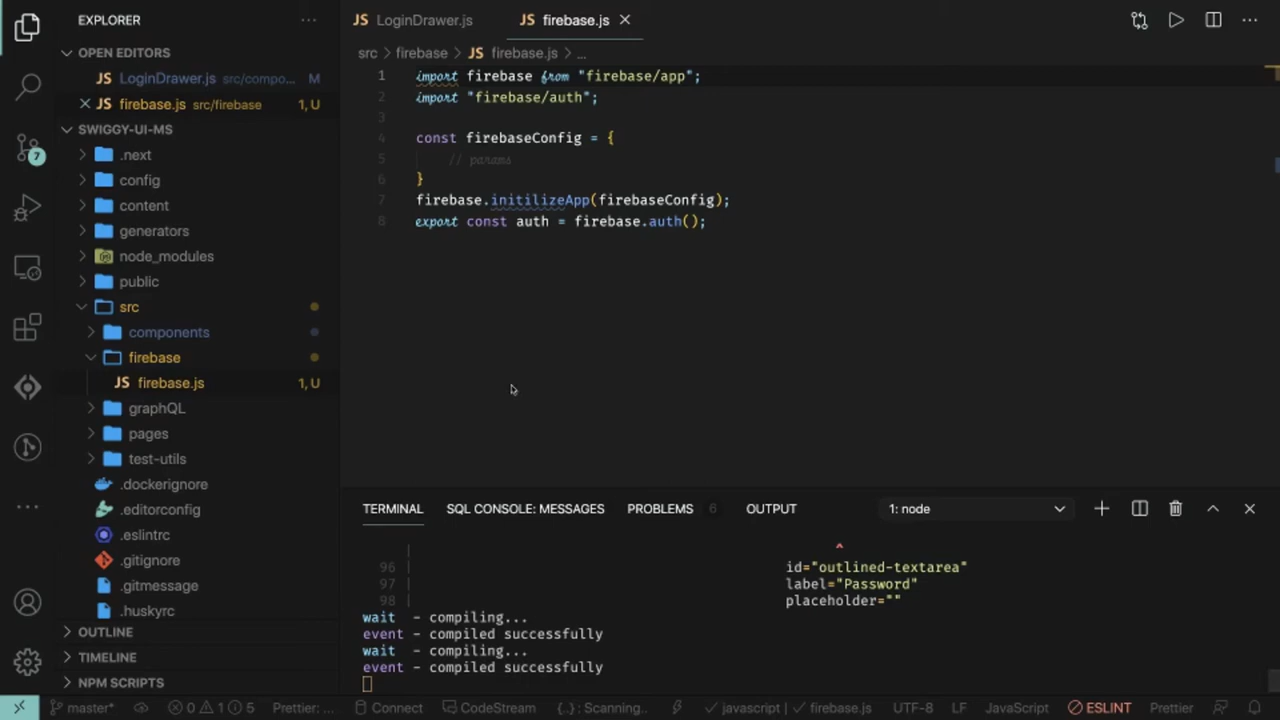 EXPLORER
OPEN EDITORS
LoginDrawer.js src/compo... M
firebase.js src/firebase 1, U
SWIGGY-UI-MS
.next
config
content
generators
node_modules
public
src
components
firebase
firebase.js 1, U
graphQL
pages
test-utils
.dockerignore
.editorconfig
.eslintrc
.gitignore
.gitmessage
.huskyrc
OUTLINE
TIMELINE
NPM SCRIPTS
7
JS LoginDrawer.js
JS firebase.js
src > firebase > JS firebase.js > ...
1 import firebase from "firebase/app";
2 import "firebase/auth";
3
4 const firebaseConfig = {
5 // params
6 }
7 firebase.initilizeApp(firebaseConfig);
8 export const auth = firebase.auth();
TERMINAL SQL CONSOLE: MESSAGES PROBLEMS 6 OUTPUT 1: node
| ^
96 | id="outlined-textarea"
97 | label="Password"
98 | placeholder=""
wait - compiling...
event - compiled successfully
wait - compiling...
event - compiled successfully
master* 0 1 5 Prettier: ... Connect CodeStream {..}: Scanning.. javascript | firebase.js UTF-8 LF JavaScript ESLINT Prettier